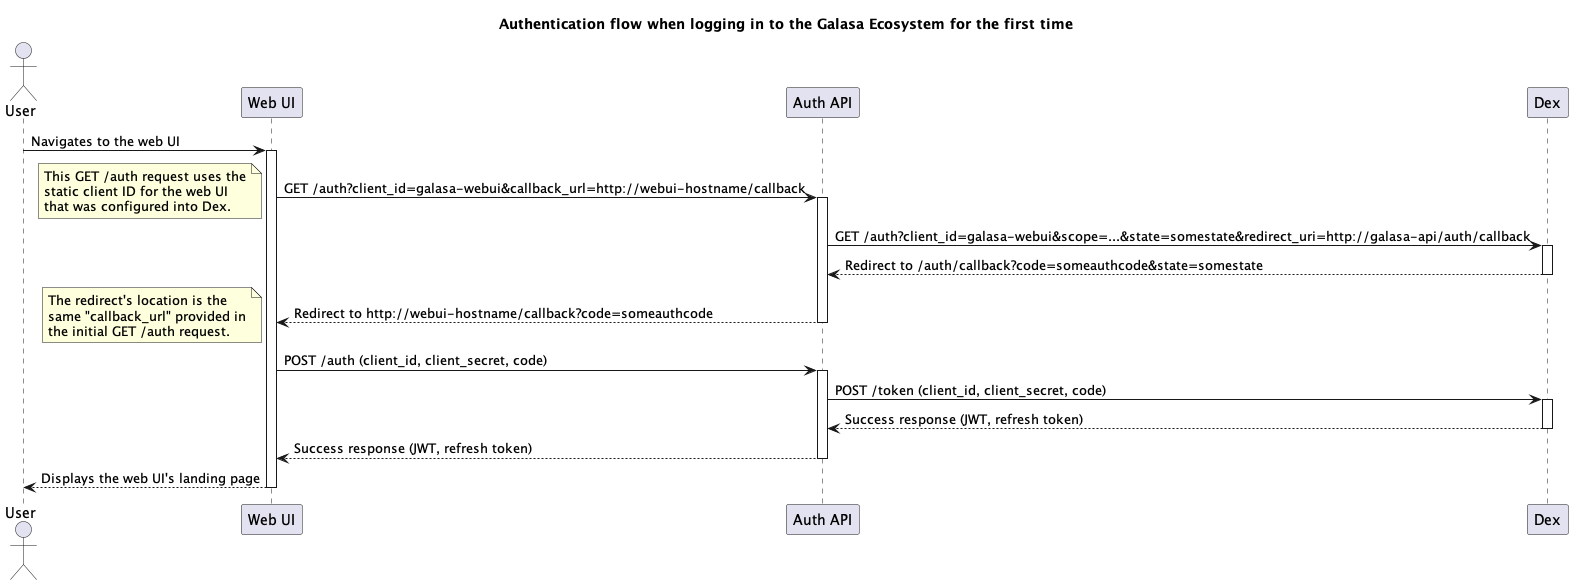 Authentication flow when logging in to the Galasa Ecosystem for the first time
User
Web UI
Auth API
Dex
Navigates to the web UI
This GET /auth request uses the
static client ID for the web UI
that was configured into Dex.
GET /auth?client_id=galasa-webui&callback_url=http://webui-hostname/callback
GET /auth?client_id=galasa-webui&scope=...&state=somestate&redirect_uri=http://galasa-api/auth/callback
Redirect to /auth/callback?code=someauthcode&state=somestate
The redirect's location is the
same "callback_url" provided in
the initial GET /auth request.
Redirect to http://webui-hostname/callback?code=someauthcode
POST /auth (client_id, client_secret, code)
POST /token (client_id, client_secret, code)
Success response (JWT, refresh token)
Success response (JWT, refresh token)
Displays the web UI's landing page
User
Web UI
Auth API
Dex